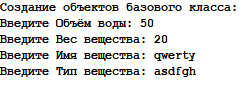 Создание объектов базового класса:
Введите Объём воды: 50
Введите Вес вещества: 20
Введите Имя вещества: qwerty
Введите Тип вещества: asdfgh